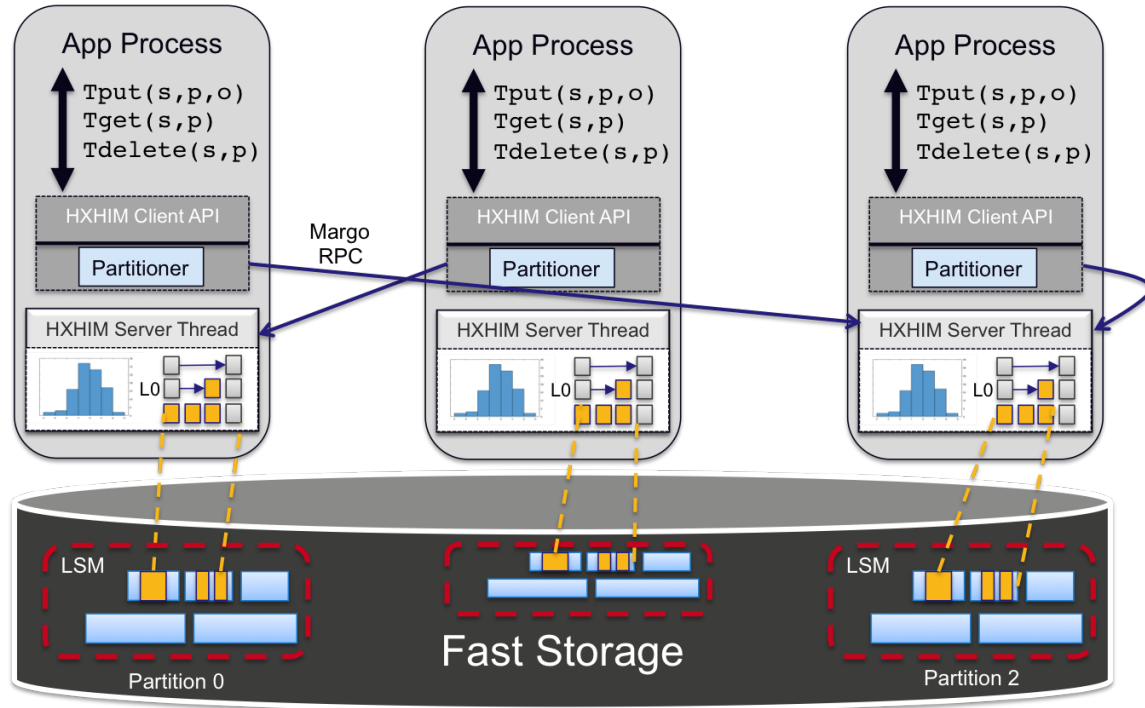 App Process
Tput(s,p,o)
Tget(s,p)
Tdelete(s,p)
HXHIM Client API
Partitioner
HXHIM Server Thread
L0
Margo
RPC
App Process
Tput(s,p,o)
Tget(s,p)
Tdelete(s,p)
HXHIM Client API
Partitioner
HXHIM Server Thread
L0
App Process
Tput(s,p,o)
Tget(s,p)
Tdelete(s,p)
HXHIM Client API
Partitioner
HXHIM Server Thread
L0
LSM
LSM
Fast Storage
Partition 0
Partition 2